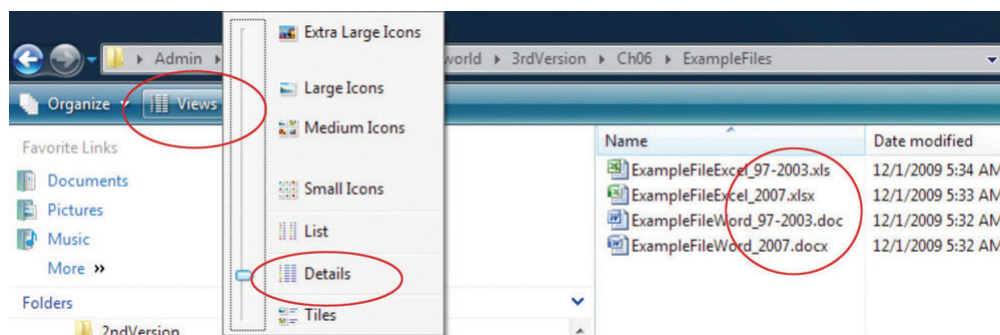 Admin
world ▸ 3rdVersion ▸ Ch06 ▸ ExampleFiles
Organize
Views
Extra Large Icons
Large Icons
Medium Icons
Small Icons
List
Details
Tiles
Favorite Links
Documents
Pictures
Music
More »
Folders
2ndVersion
Name Date modified
ExampleFileExcel_97-2003.xls 12/1/2009 5:34 AM
ExampleFileExcel_2007.xlsx 12/1/2009 5:33 AM
ExampleFileWord_97-2003.doc 12/1/2009 5:32 AM
ExampleFileWord_2007.docx 12/1/2009 5:32 AM